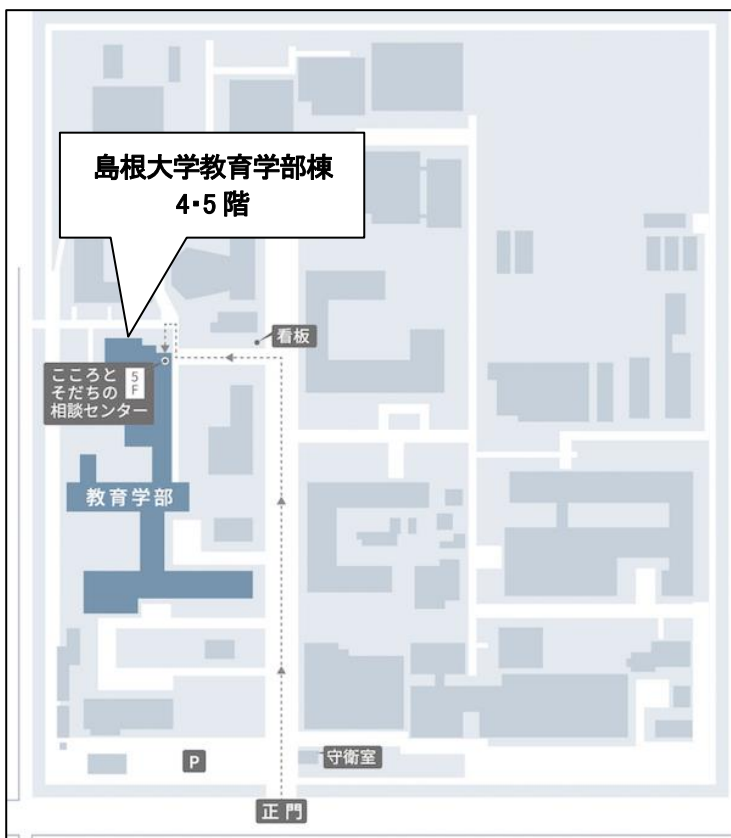 島根大学教育学部棟
4・5 階
看板
こころと
そだちの
相談センター
5F
教育学部
P
守衛室
正門